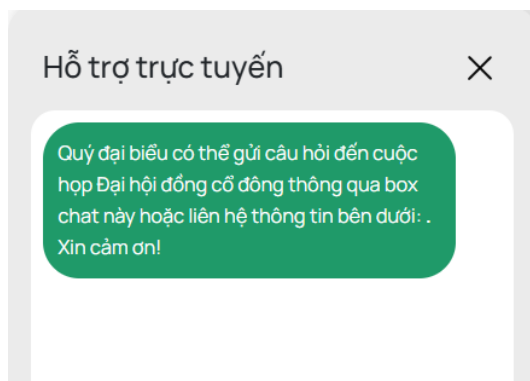 Hỗ trợ trực tuyến
Quý đại biểu có thể gửi câu hỏi đến cuộc
họp Đại hội đồng cổ đông thông qua box
chat này hoặc liên hệ thông tin bên dưới: .
Xin cảm ơn!